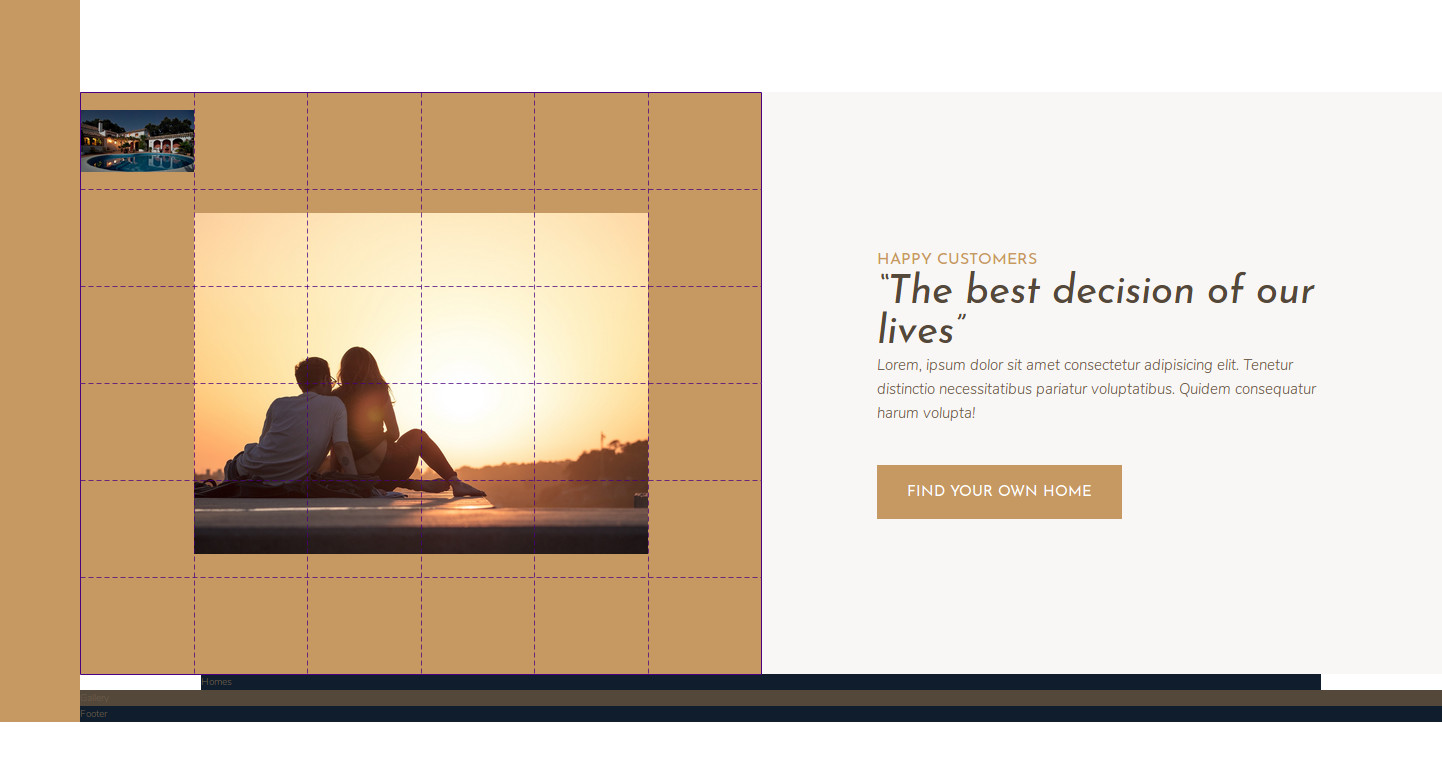 HAPPY CUSTOMERS
“The best decision of our
lives”
Lorem, ipsum dolor sit amet consectetur adipisicing elit. Tenetur
distinctio necessitatibus pariatur voluptatibus. Quidem consequatur
harum volupta!
FIND YOUR OWN HOME
Homes
Gallery
Footer